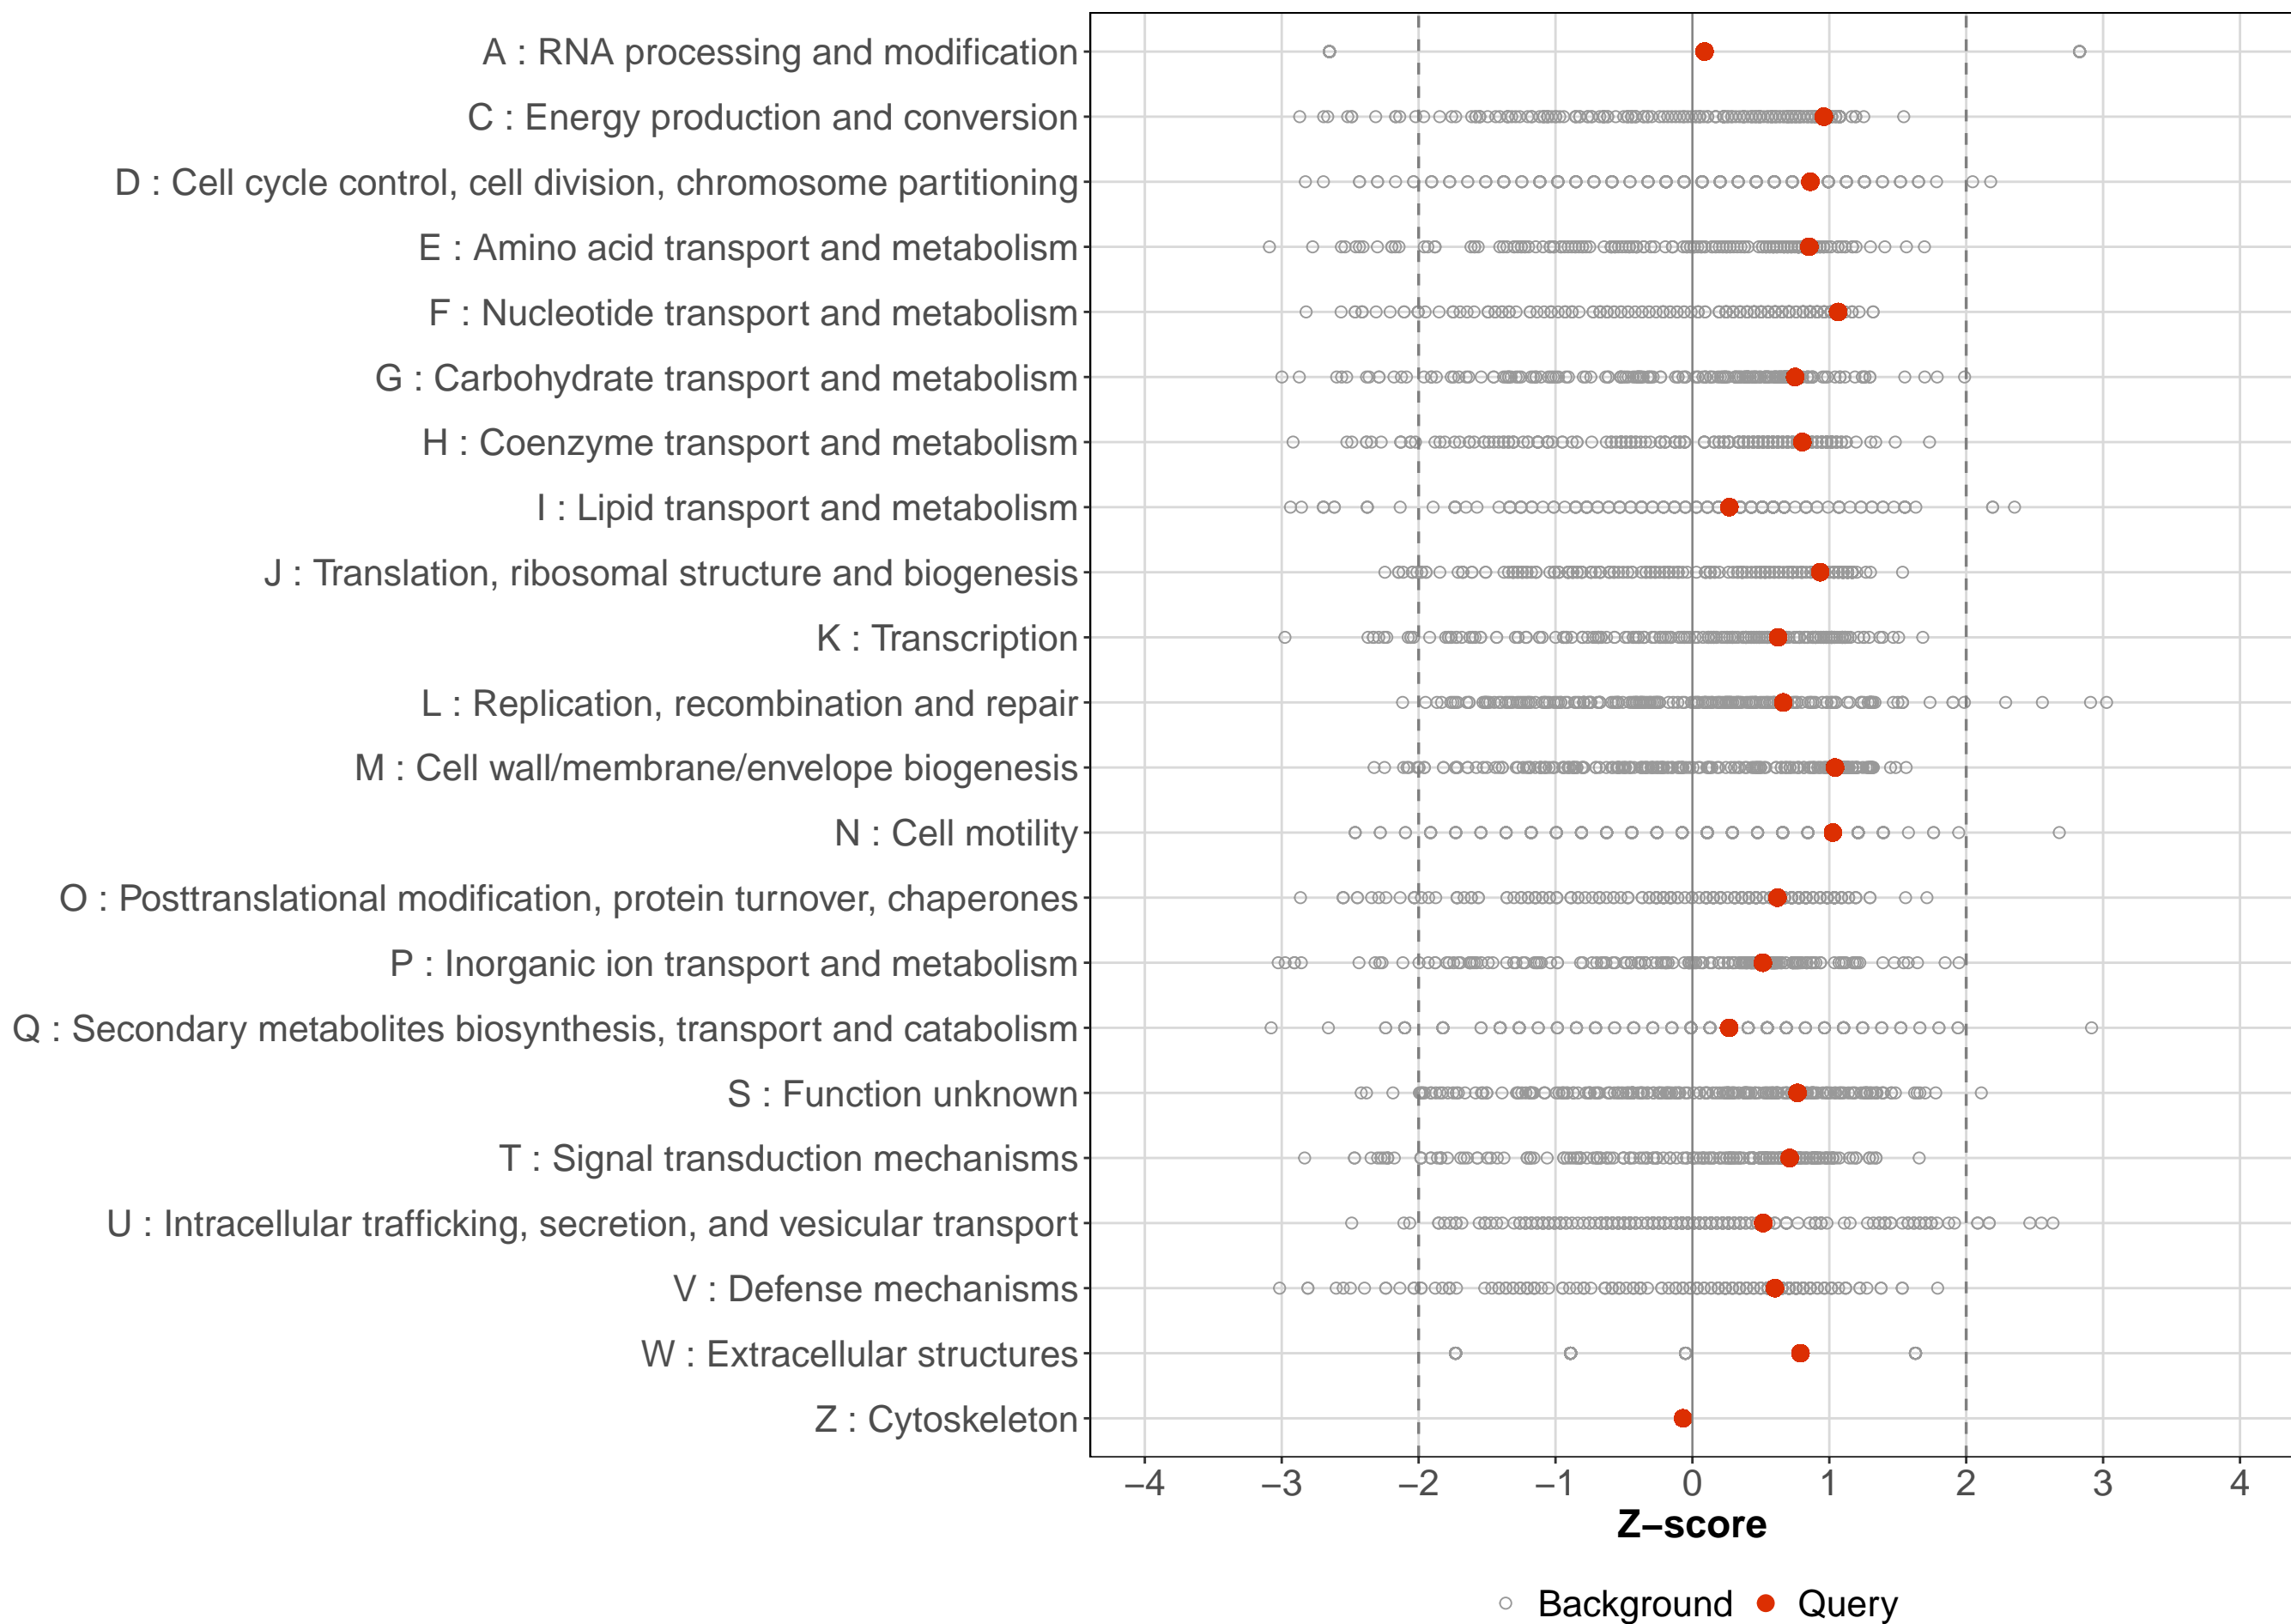 A : RNA processing and modification
C : Energy production and conversion
D : Cell cycle control, cell division, chromosome partitioning
E : Amino acid transport and metabolism
F : Nucleotide transport and metabolism
G : Carbohydrate transport and metabolism
H : Coenzyme transport and metabolism
I : Lipid transport and metabolism
J : Translation, ribosomal structure and biogenesis
K : Transcription
L : Replication, recombination and repair
M : Cell wall/membrane/envelope biogenesis
N : Cell motility
O : Posttranslational modification, protein turnover, chaperones
P : Inorganic ion transport and metabolism
Q : Secondary metabolites biosynthesis, transport and catabolism
S : Function unknown
T : Signal transduction mechanisms
U : Intracellular trafficking, secretion, and vesicular transport
V : Defense mechanisms
W : Extracellular structures
Z : Cytoskeleton
−4 −3 −2 −1 0 1 2 3 4
Z−score
Background Query